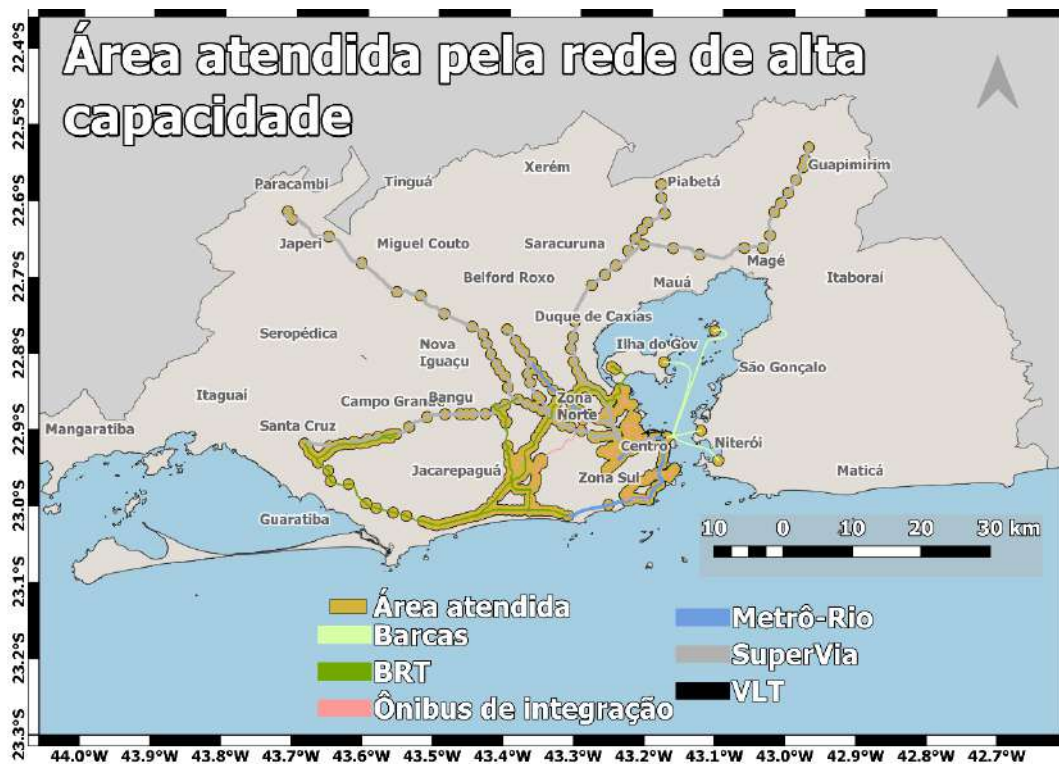 Área atendida pela rede de alta
capacidade
22.4°S
22.5°S
22.6°S
22.7°S
22.8°S
22.9°S
23.0°S
23.1°S
23.2°S
23.3°S
Xerém
Guapimirim
Paracambi
Tinguá
Piabetá
Japeri
Miguel Couto
Saracuruna
Magé
Itaboraí
Belford Roxo
Mauá
Duque de Caxias
Seropédica
Nova
Iguaçu
Ilha do Gov
São Gonçalo
Itaguaí
Campo Grande
Bangu
Zona
Norte
Mangaratiba
Santa Cruz
Centro
Niterói
Jacarepaguá
Zona Sul
Maticá
Guaratiba
10 0 10 20 30 km
Área atendida
Barcas
BRT
Ônibus de integração
Metrô-Rio
SuperVia
VLT
44.0°W 43.9°W 43.8°W 43.7°W 43.6°W 43.5°W 43.4°W 43.3°W 43.2°W 43.1°W 43.0°W 42.9°W 42.8°W 42.7°W